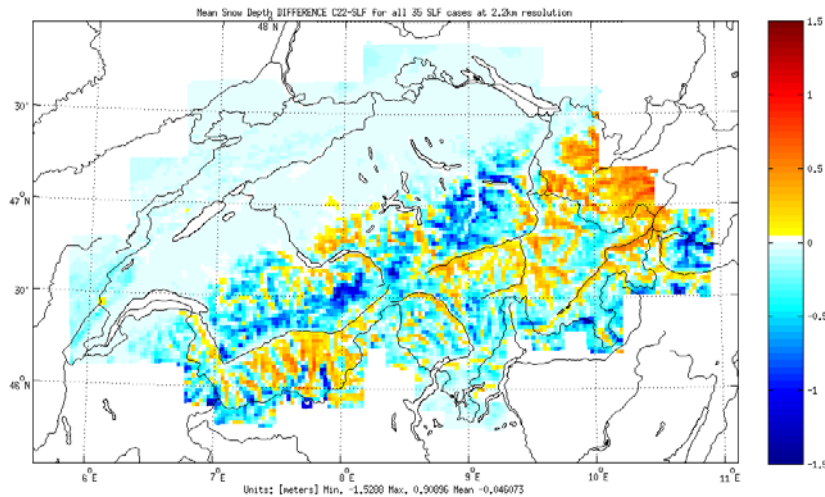 Mean Snow Depth DIFFERENCE C22-SLF for all 35 SLF cases at 2.2km resolution
48°N
1.5
30'
1
0.5
47°N
0
30'
-0.5
-1
46°N
-1.5
6°E 7°E 8°E 9°E 10°E 11°E
Units: [meters] Min. -1.5288 Max. 0.90896 Mean -0.046073